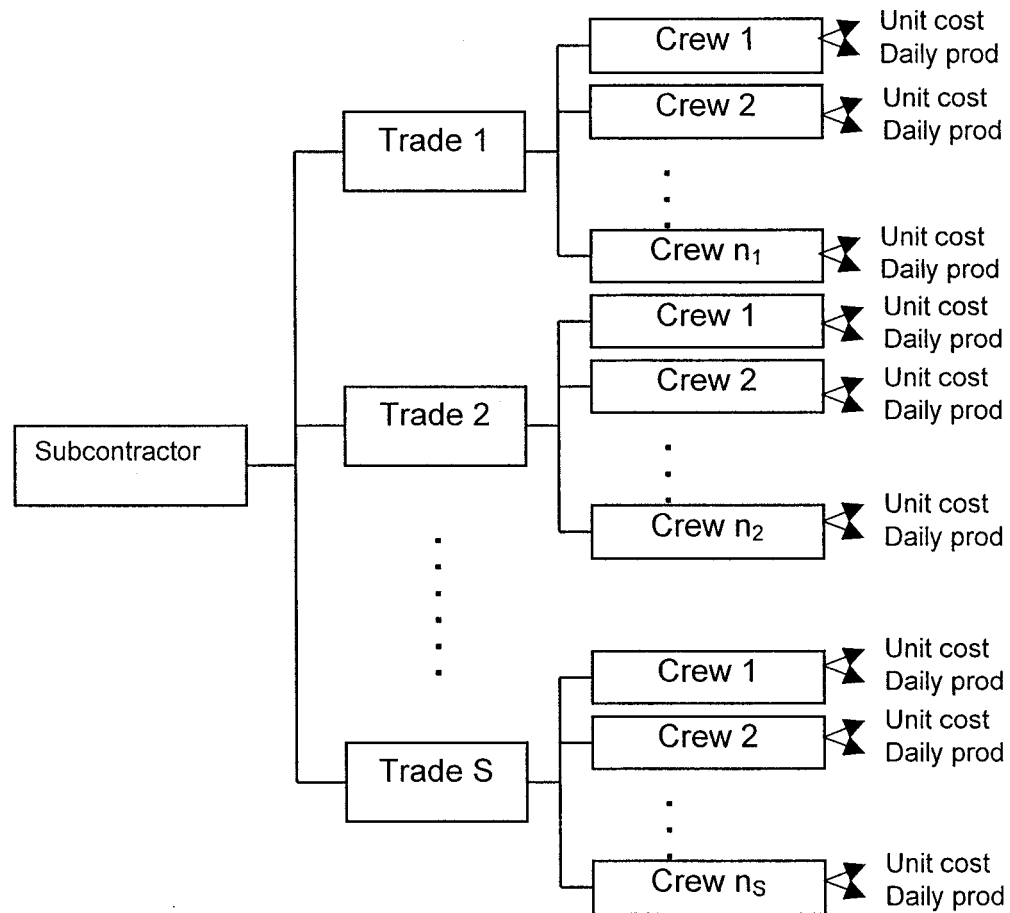 Subcontractor
Trade 1
Crew 1
Unit cost
Daily prod
Crew 2
Unit cost
Daily prod
Crew n₁
Unit cost
Daily prod
Trade 2
Crew 1
Unit cost
Daily prod
Crew 2
Unit cost
Daily prod
Crew n₂
Unit cost
Daily prod
Trade S
Crew 1
Unit cost
Daily prod
Crew 2
Unit cost
Daily prod
Crew nS
Unit cost
Daily prod